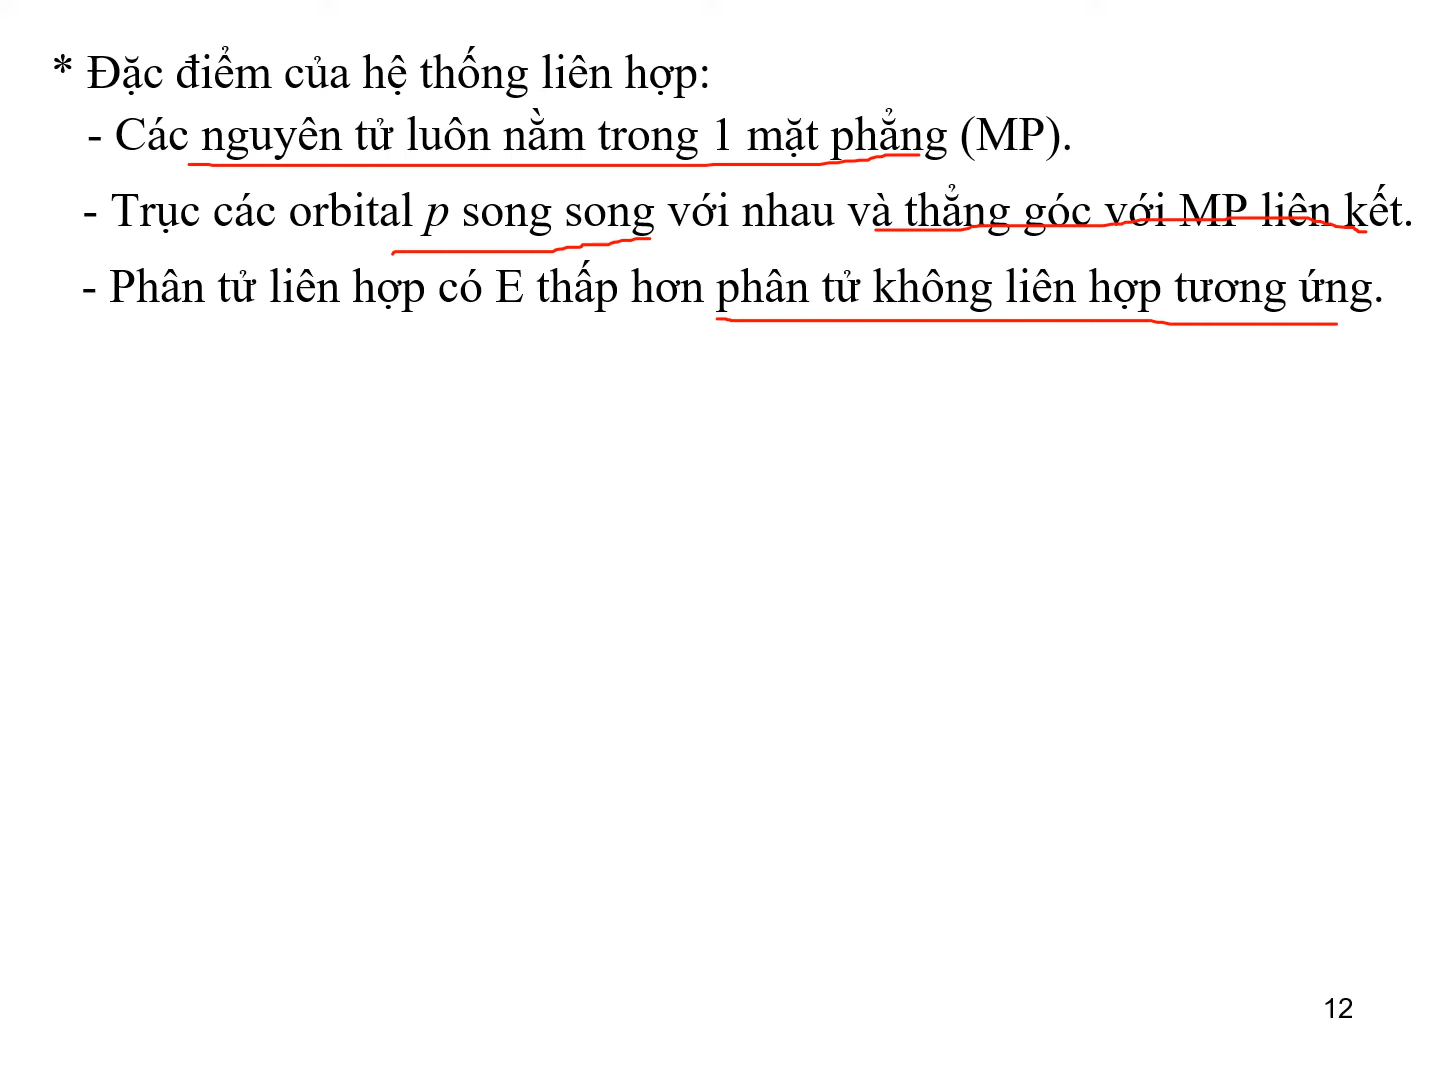 * Đặc điểm của hệ thống liên hợp:
- Các nguyên tử luôn nằm trong 1 mặt phẳng (MP).
- Trục các orbital p song song với nhau và thẳng góc với MP liên kết.
- Phân tử liên hợp có E thấp hơn phân tử không liên hợp tương ứng.
12